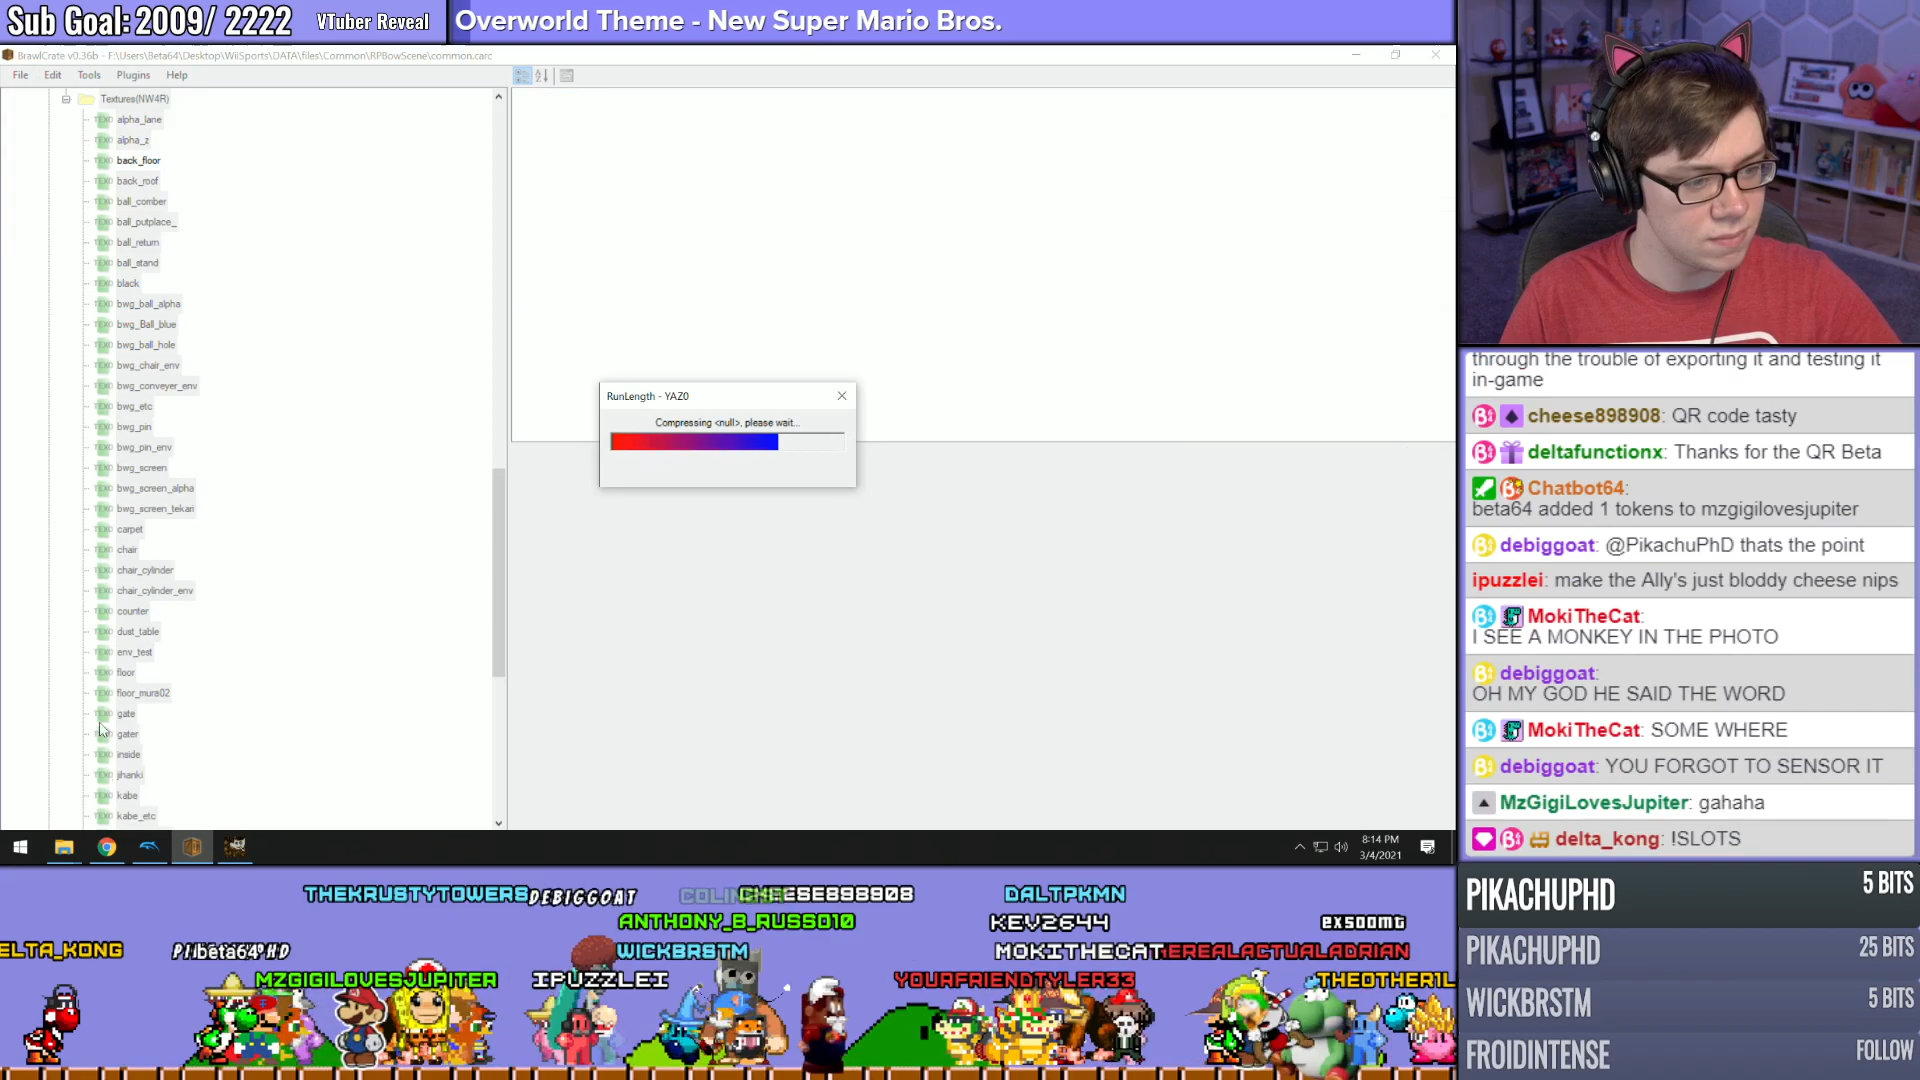 Sub Goal: 2009/ 2222 VTuber Reveal
Overworld Theme - New Super Mario Bros.
BrawlCrate v0.36b - F:\Users\Beta64\Desktop\WiiSports\DATA\files\Common\RPBowScene\common.carc
File Edit Tools Plugins Help
Textures(NW4R)
alpha_lane
alpha_z
back_floor
back_roof
ball_comber
ball_putplace_
ball_return
ball_stand
black
bwg_ball_alpha
bwg_Ball_blue
bwg_ball_hole
bwg_chair_env
bwg_conveyer_env
bwg_etc
bwg_pin
bwg_pin_env
bwg_screen
bwg_screen_alpha
bwg_screen_tekari
carpet
chair
chair_cylinder
chair_cylinder_env
counter
dust_table
env_test
floor
floor_mura02
gate
gater
inside
jihanki
kabe
kabe_etc
RunLength - YAZ0
Compressing <null>, please wait...
8:14 PM
3/4/2021
through the trouble of exporting it and testing it
in-game
cheese898908: QR code tasty
deltafunctionx: Thanks for the QR Beta
Chatbot64:
beta64 added 1 tokens to mzgigilovesjupiter
debiggoat: @PikachuPhD thats the point
ipuzzlei: make the Ally's just bloddy cheese nips
MokiTheCat:
I SEE A MONKEY IN THE PHOTO
debiggoat:
OH MY GOD HE SAID THE WORD
MokiTheCat: SOME WHERE
debiggoat: YOU FORGOT TO SENSOR IT
MzGigiLovesJupiter: gahaha
delta_kong: !SLOTS
PIKACHUPHD 5 BITS
PIKACHUPHD 25 BITS
WICKBRSTM 5 BITS
FROIDINTENSE FOLLOW
THEKRUSTYTOWERS DEBIGGOAT CHEESE898908 DALTPKMN
ANTHONY_B_RUSSO10 KEV2644 EX500MT
ELTA_KONG beta64 WICKBRSTM MOKITHECAT EREALACTUALADRIAN
MZGIGILOVESJUPITER IPUZZLEI YOURFRIENDTYLER33 THEOTHER1L